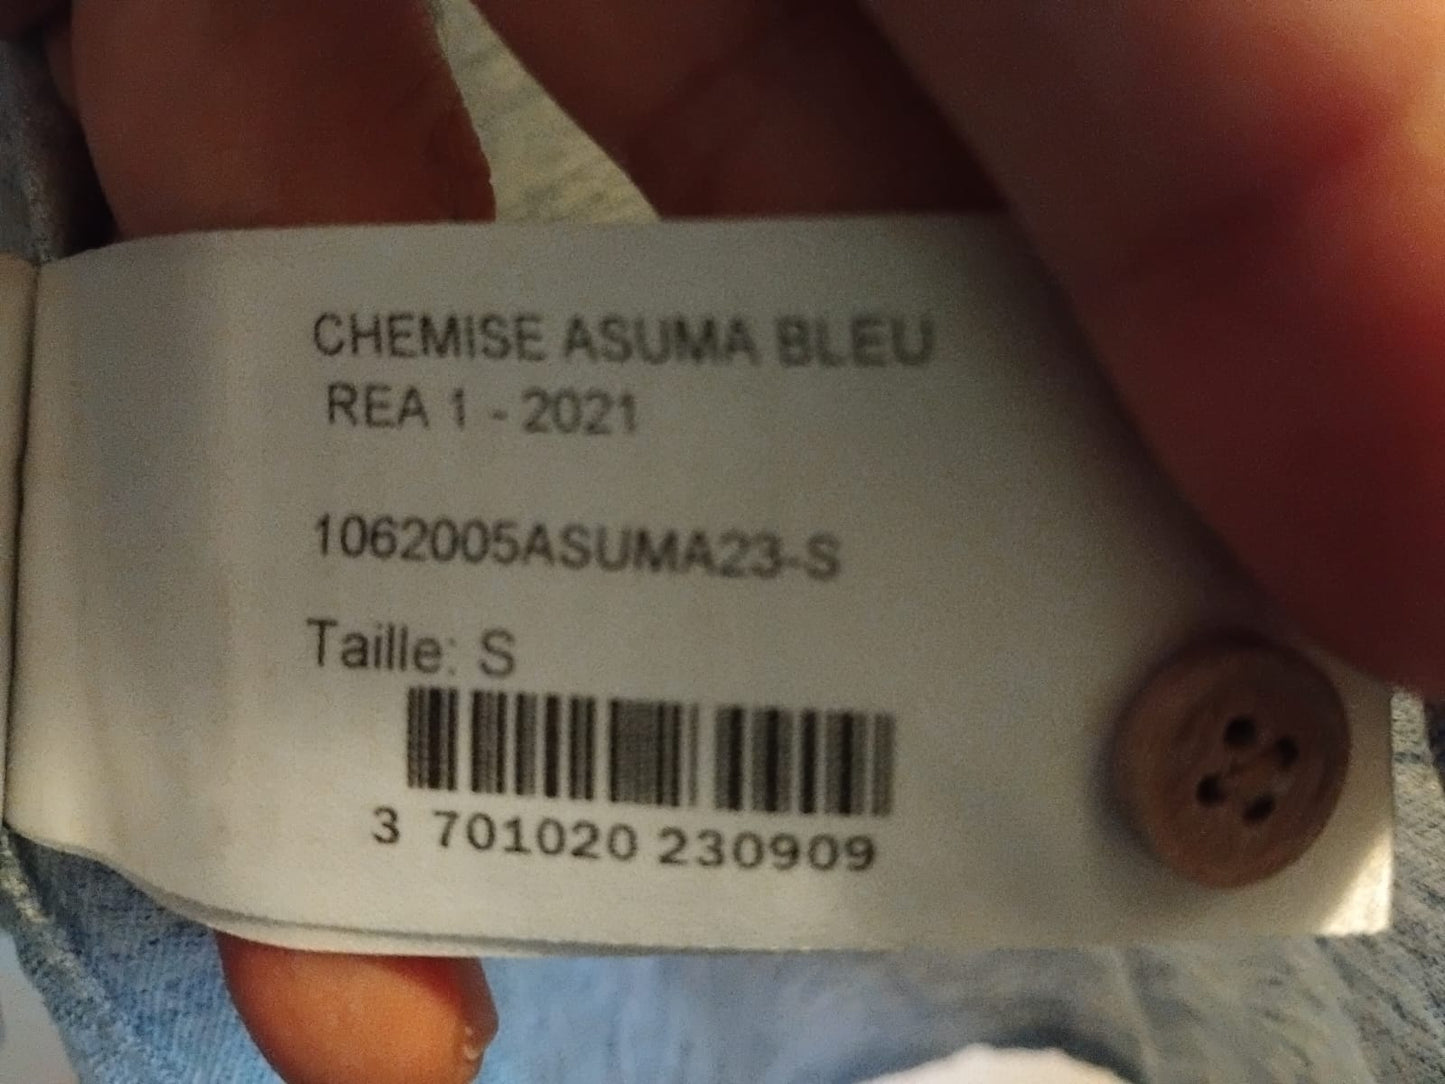 CHEMISE ASUMA BLEU
REA 1 - 2021
1062005ASUMA23-S
Taille: S
3 701020 230909